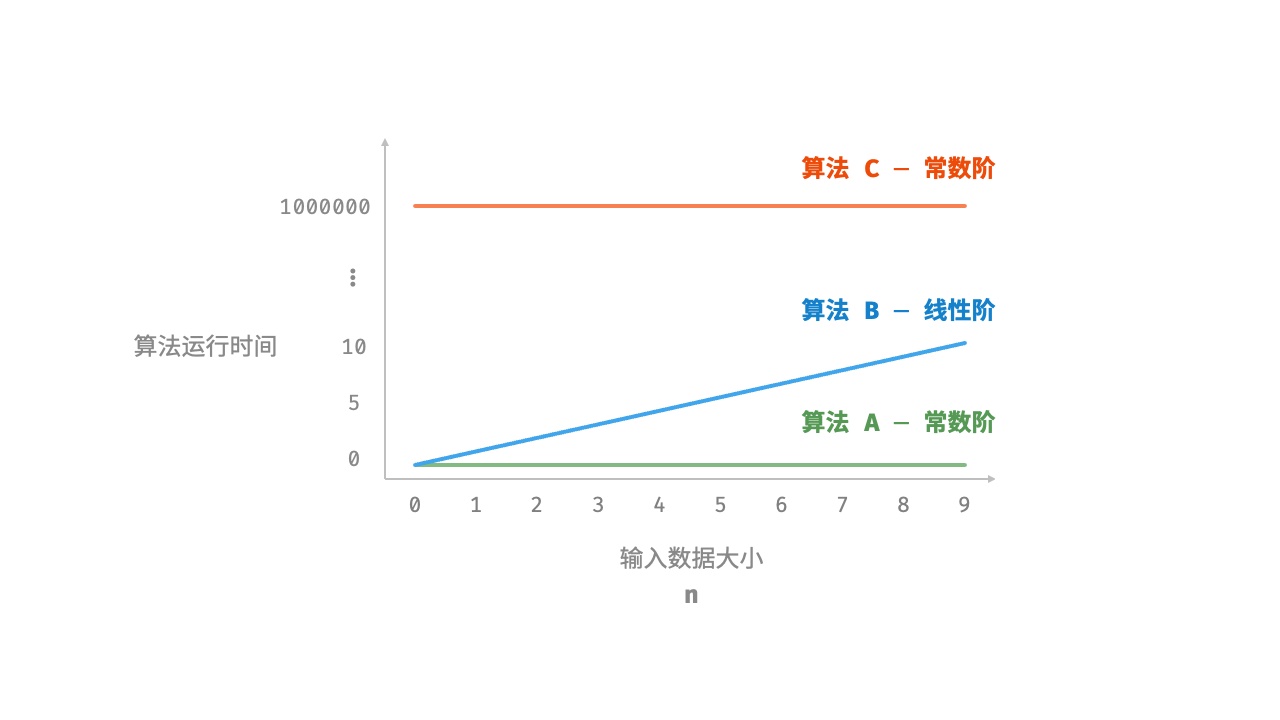 算法 C — 常数阶
1000000
⋮
算法 B — 线性阶
算法运行时间
10
5
算法 A — 常数阶
0
0 1 2 3 4 5 6 7 8 9
输入数据大小
n